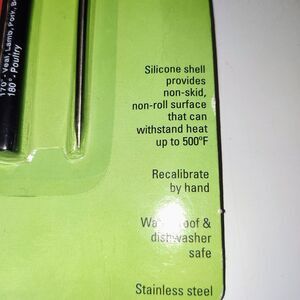 170° - Veal, Lamb, Pork, B
180° - Poultry
Silicone shell
provides
non-skid,
non-roll surface
that can
withstand heat
up to 500°F
Recalibrate
by hand
&
dishwasher
safe
Stainless steel